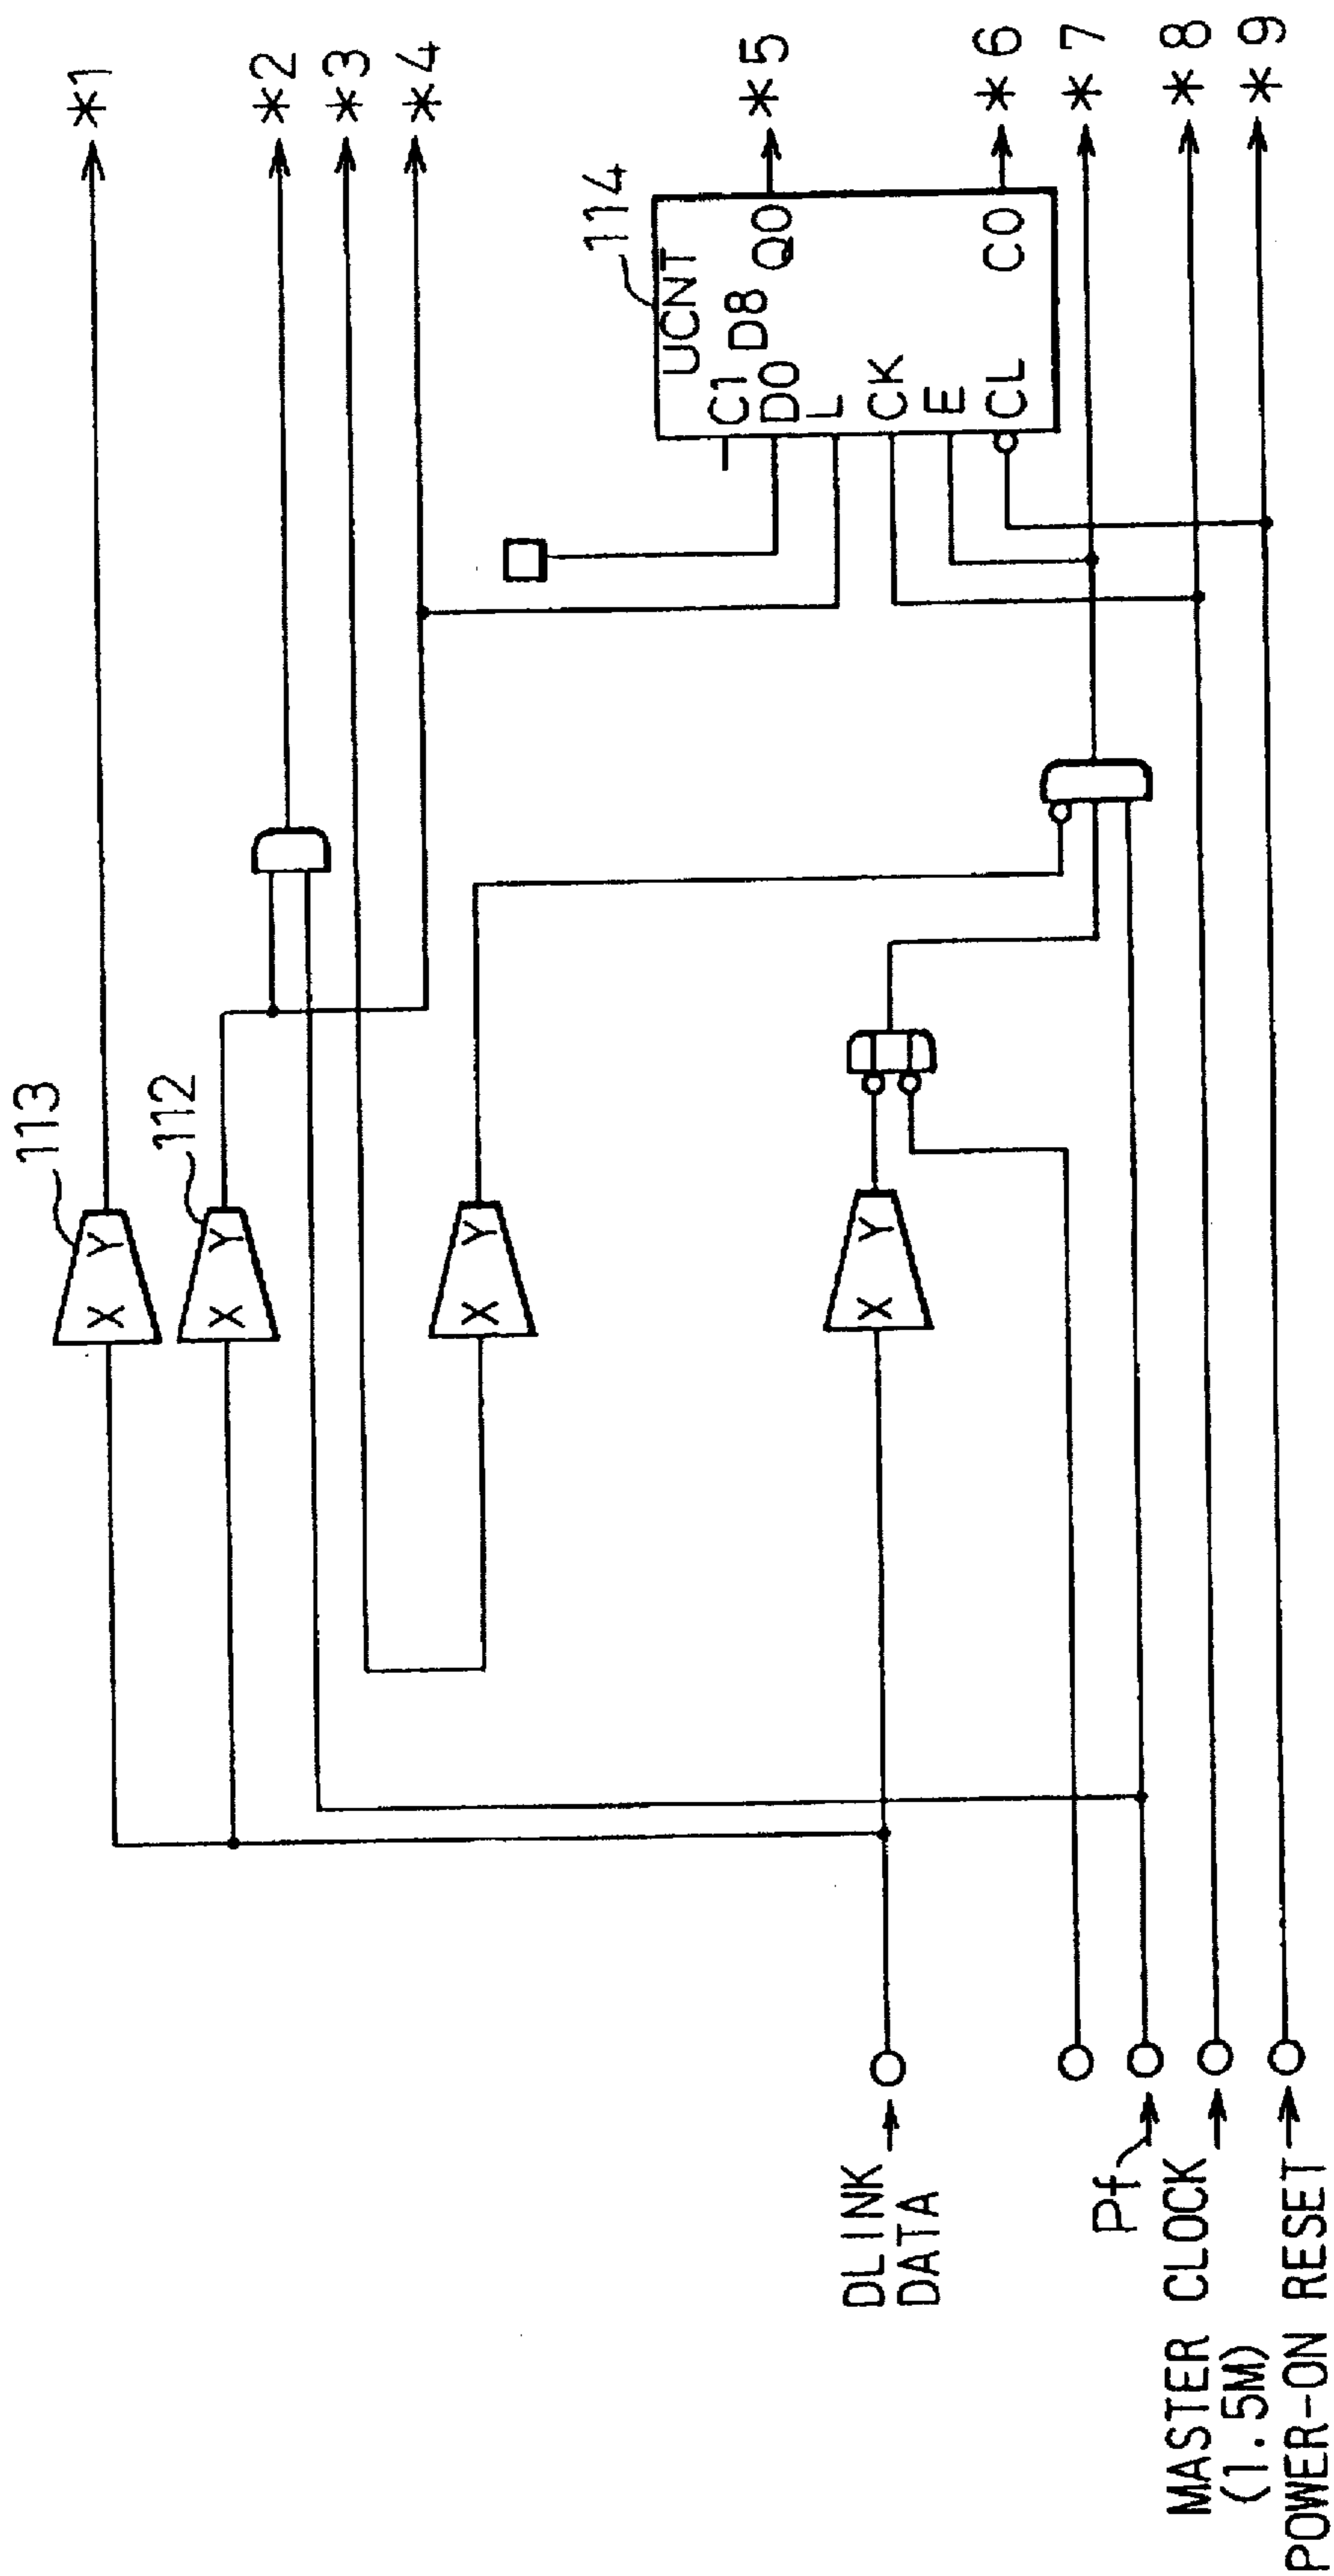 *1
*2
*3
*4
*5
*6
*7
*8
*9
113
112
114
X Y
X Y
X Y
X Y
UCNT
C1 D8
D0 Q0
L
CK
E
CL C0
DLINK
DATA
Pf
MASTER CLOCK
(1.5M)
POWER-ON RESET